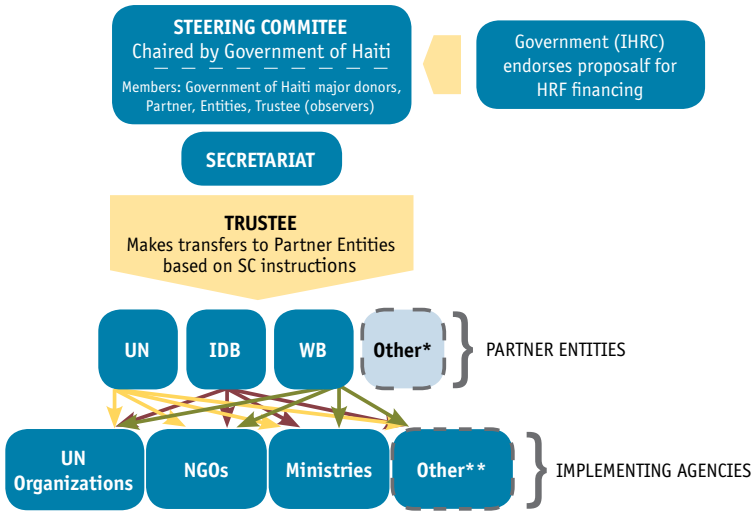 STEERING COMMITEE
Chaired by Government of Haiti
Members: Government of Haiti major donors,
Partner, Entities, Trustee (observers)
Government (IHRC)
endorses proposalf for
HRF financing
SECRETARIAT
TRUSTEE
Makes transfers to Partner Entities
based on SC instructions
UN
IDB
WB
Other*
PARTNER ENTITIES
UN
Organizations
NGOs
Ministries
Other**
IMPLEMENTING AGENCIES